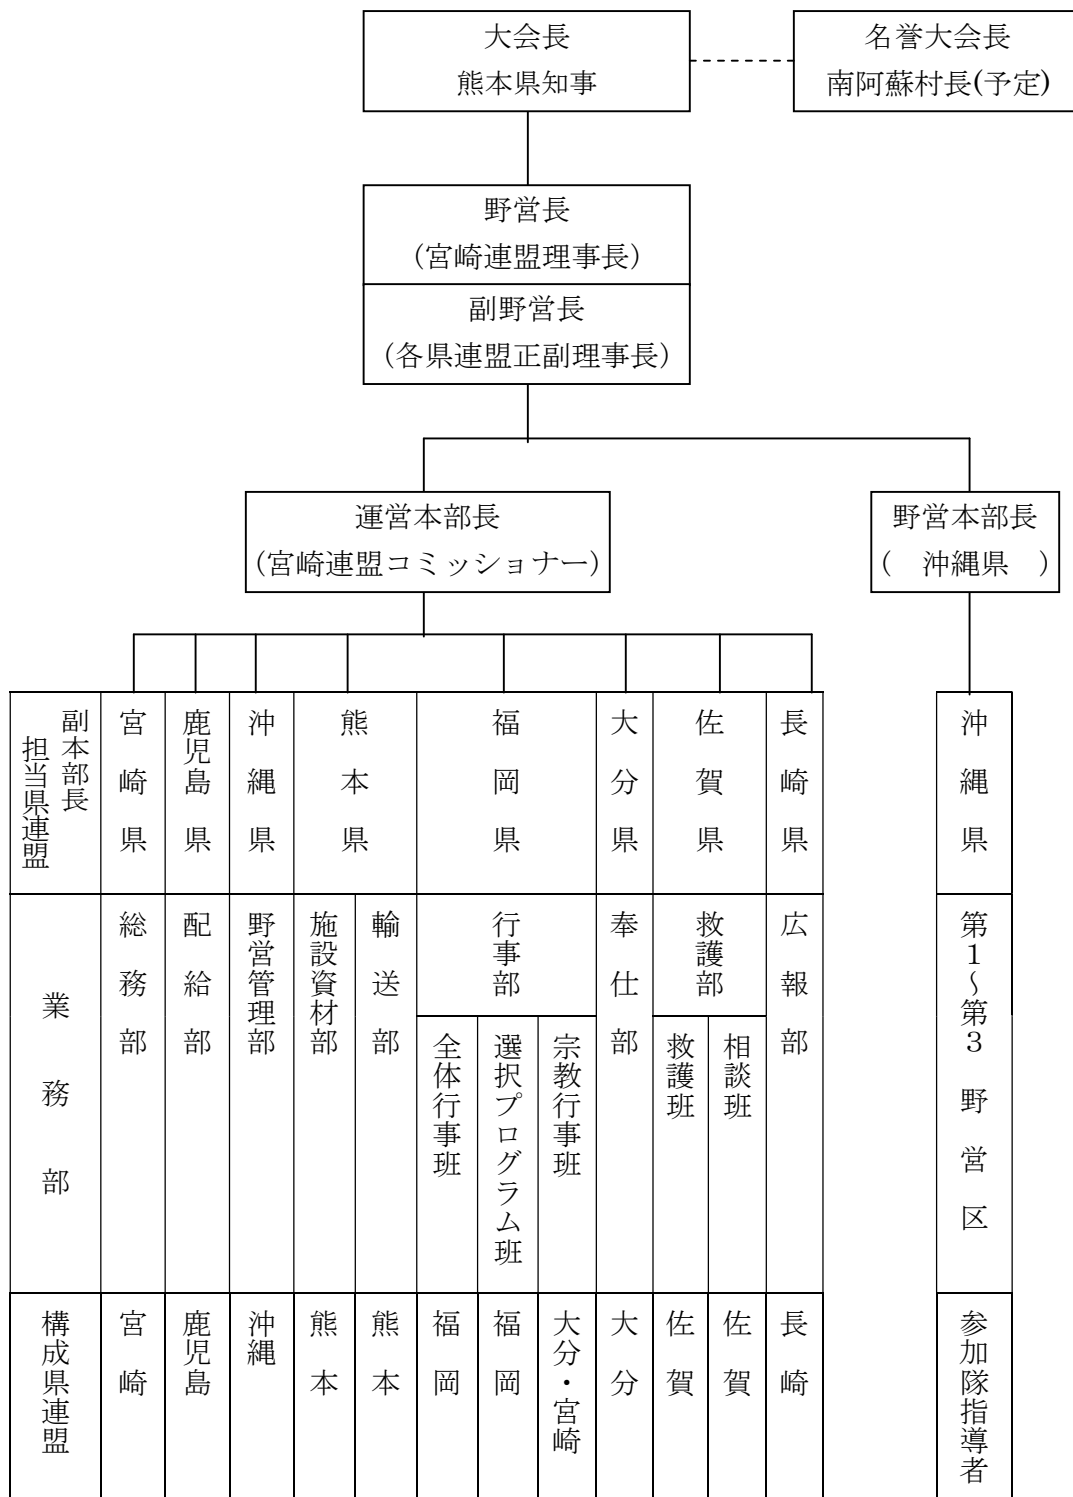 大会長
熊本県知事
名誉大会長
南阿蘇村長(予定)
野営長
(宮崎連盟理事長)
副野営長
(各県連盟正副理事長)
運営本部長
(宮崎連盟コミッショナー)
野営本部長
(　沖縄県　)
副本部長
担当県連盟
宮崎県
鹿児島県
沖縄県
熊本県
福岡県
大分県
佐賀県
長崎県
沖縄県
業務部
総務部
配給部
野営管理部
施設資材部
輸送部
行事部
全体行事班
選択プログラム班
宗教行事班
奉仕部
救護部
救護班
相談班
広報部
第1～第3　野営区
構成県連盟
宮崎
鹿児島
沖縄
熊本
熊本
福岡
福岡
大分・宮崎
大分
佐賀
佐賀
長崎
参加隊指導者